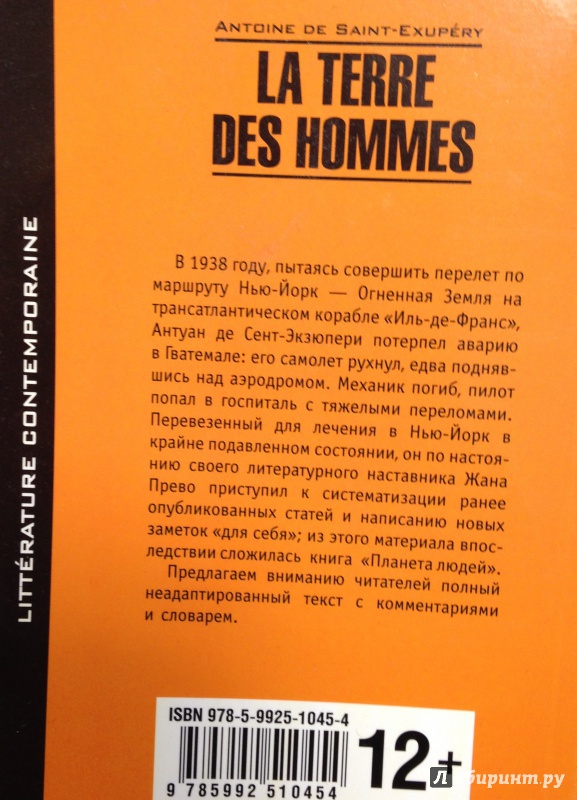 ANTOINE DE SAINT-EXUPÉRY
LA TERRE
DES HOMMES
LITTÉRATURE CONTEMPORAINE
В 1938 году, пытаясь совершить перелет по
маршруту Нью-Йорк — Огненная Земля на
трансатлантическом корабле «Иль-де-Франс»,
Антуан де Сент-Экзюпери потерпел аварию
в Гватемале: его самолет рухнул, едва подняв-
шись над аэродромом. Механик погиб, пилот
попал в госпиталь с тяжелыми переломами.
Перевезенный для лечения в Нью-Йорк в
крайне подавленном состоянии, он по настоя-
нию своего литературного наставника Жана
Прево приступил к систематизации ранее
опубликованных статей и написанию новых
заметок «для себя»; из этого материала впос-
ледствии сложилась книга «Планета людей».
Предлагаем вниманию читателей полный
неадаптированный текст с комментариями
и словарем.
ISBN 978-5-9925-1045-4
12+
9 785992 510454
Лабиринт.ру